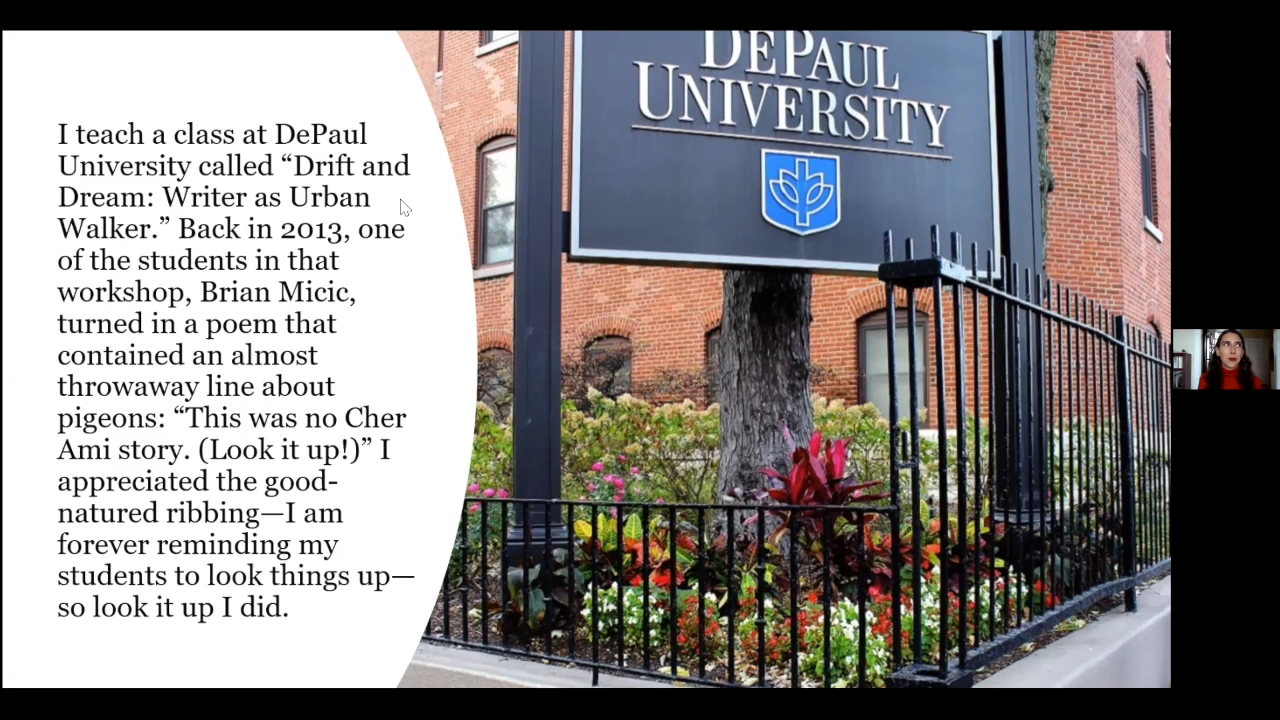 I teach a class at DePaul
University called “Drift and
Dream: Writer as Urban
Walker.” Back in 2013, one
of the students in that
workshop, Brian Micic,
turned in a poem that
contained an almost
throwaway line about
pigeons: “This was no Cher
Ami story. (Look it up!)” I
appreciated the good-
natured ribbing—I am
forever reminding my
students to look things up—
so look it up I did.
DEPAUL
UNIVERSITY